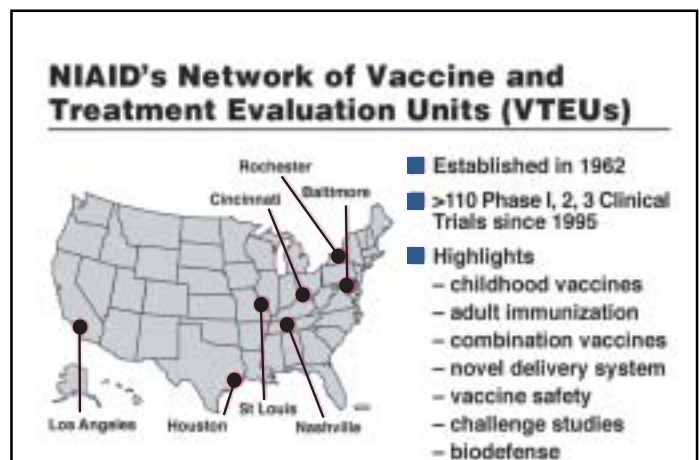 NIAID's Network of Vaccine and
Treatment Evaluation Units (VTEUs)
Rochester
Cincinnati
Baltimore
Los Angeles
Houston
St Louis
Nashville
Established in 1962
>110 Phase I, 2, 3 Clinical
Trials since 1995
Highlights
– childhood vaccines
– adult immunization
– combination vaccines
– novel delivery system
– vaccine safety
– challenge studies
– biodefense